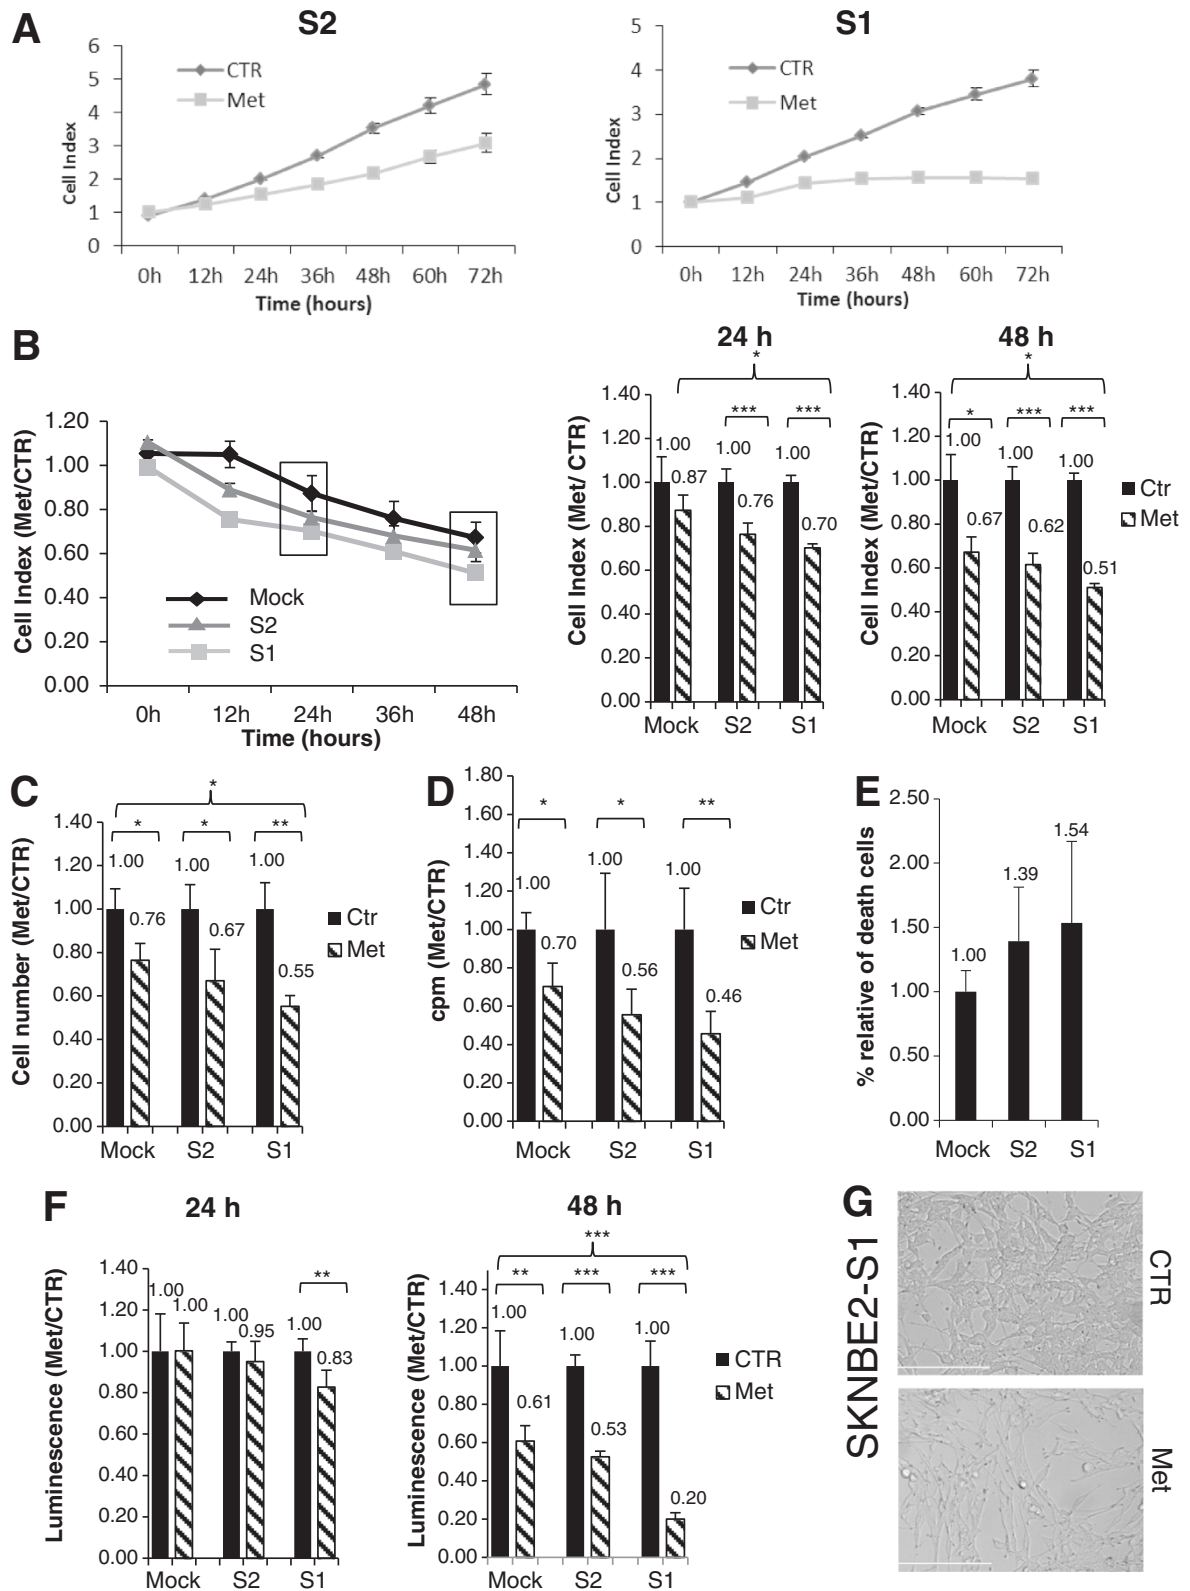 A
S2
6
5
4
3
2
1
0
Cell Index
CTR
Met
0h 12h 24h 36h 48h 60h 72h
Time (hours)
S1
5
4
3
2
1
0
Cell Index
CTR
Met
0h 12h 24h 36h 48h 60h 72h
Time (hours)
B
1.20
1.00
0.80
0.60
0.40
0.20
0.00
Cell Index (Met/CTR)
Mock
S2
S1
0h 12h 24h 36h 48h
Time (hours)
24 h
*
*** ***
1.40
1.20
1.00
0.80
0.60
0.40
0.20
0.00
Cell Index (Met/ CTR)
1.00 0.87 1.00 0.76 1.00 0.70
Mock S2 S1
48 h
*
* *** ***
1.40
1.20
1.00
0.80
0.60
0.40
0.20
0.00
Cell Index (Met/CTR)
1.00 0.67 1.00 0.62 1.00 0.51
Mock S2 S1
Ctr
Met
C
*
* * **
1.40
1.20
1.00
0.80
0.60
0.40
0.20
0.00
Cell number (Met/CTR)
1.00 0.76 1.00 0.67 1.00 0.55
Mock S2 S1
Ctr
Met
D
* * **
1.80
1.60
1.40
1.20
1.00
0.80
0.60
0.40
0.20
0.00
cpm (Met/CTR)
1.00 0.70 1.00 0.56 1.00 0.46
Mock S2 S1
Ctr
Met
E
2.50
2.00
1.50
1.00
0.50
0.00
% relative of death cells
1.00 1.39 1.54
Mock S2 S1
F
24 h
**
1.40
1.20
1.00
0.80
0.60
0.40
0.20
0.00
Luminescence (Met/CTR)
1.00 1.00 1.00 0.95 1.00 0.83
Mock S2 S1
48 h
***
** *** ***
1.40
1.20
1.00
0.80
0.60
0.40
0.20
0.00
Luminescence (Met/CTR)
1.00 0.61 1.00 0.53 1.00 0.20
Mock S2 S1
CTR
Met
G
SKNBE2-S1
CTR
Met